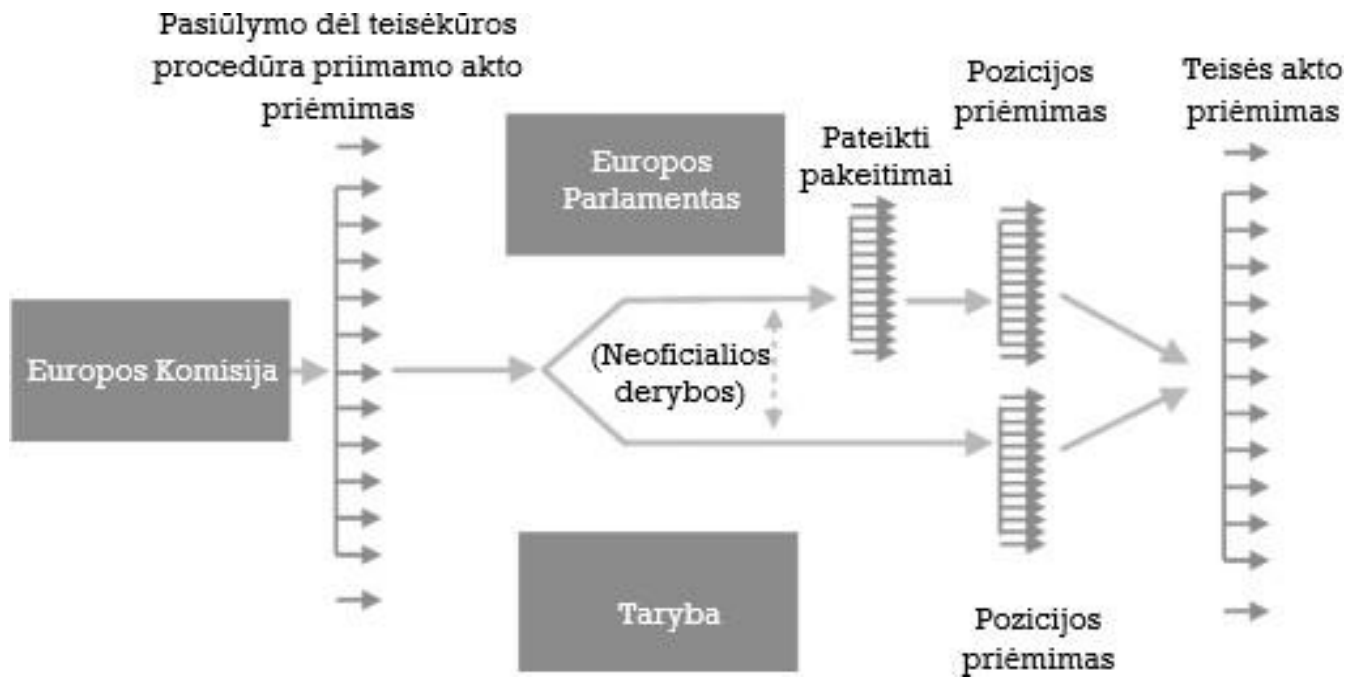 Pasiūlymo dėl teisėkūros
procedūra priimamo akto
priėmimas
Europos
Parlamentas
Pateikti
pakeitimai
Pozicijos
priėmimas
Teisės akto
priėmimas
Europos Komisija
(Neoficialios
derybos)
Taryba
Pozicijos
priėmimas